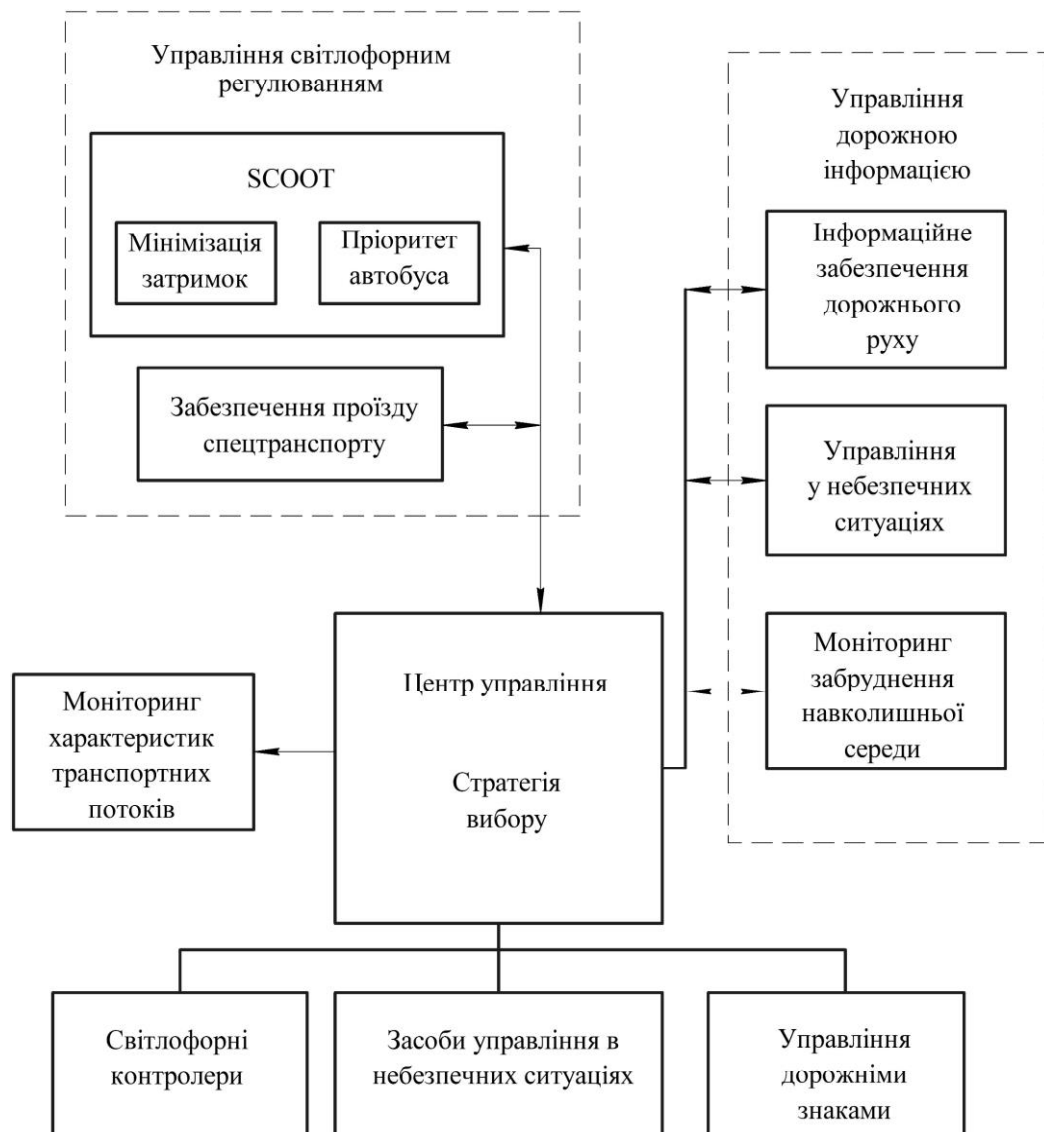 Управління світлофорним
регулюванням
SCOOT
Мінімізація
затримок
Пріоритет
автобуса
Забезпечення проїзду
спецтранспорту
Управління
дорожною
інформацією
Інформаційне
забезпечення
дорожнього
руху
Управління
у небезпечних
ситуаціях
Моніторинг
забруднення
навколишньої
середи
Центр управління
Стратегія
вибору
Моніторинг
характеристик
транспортних
потоків
Світлофорні
контролери
Засоби управління в
небезпечних ситуаціях
Управління
дорожніми
знаками